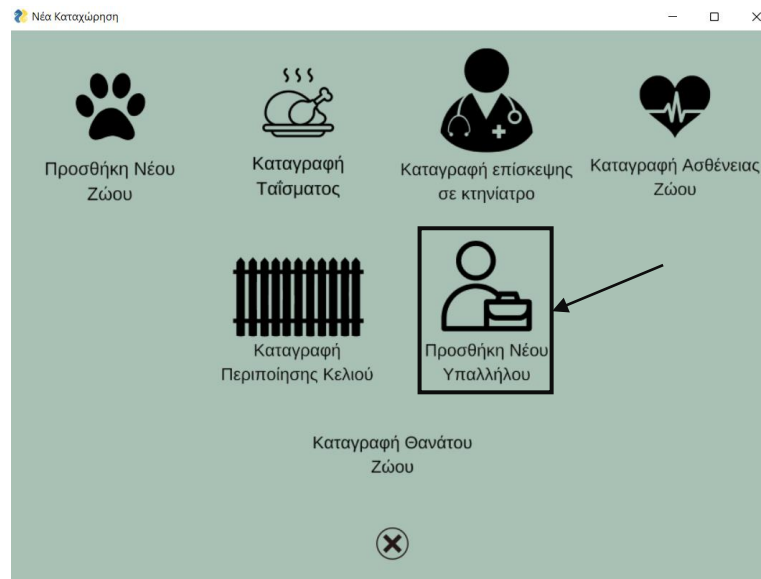 Νέα Καταχώρηση
Προσθήκη Νέου
Ζώου
Καταγραφή
Ταΐσματος
Καταγραφή επίσκεψης
σε κτηνίατρο
Καταγραφή Ασθένειας
Ζώου
Καταγραφή
Περιποίησης Κελιού
Προσθήκη Νέου
Υπαλλήλου
Καταγραφή Θανάτου
Ζώου